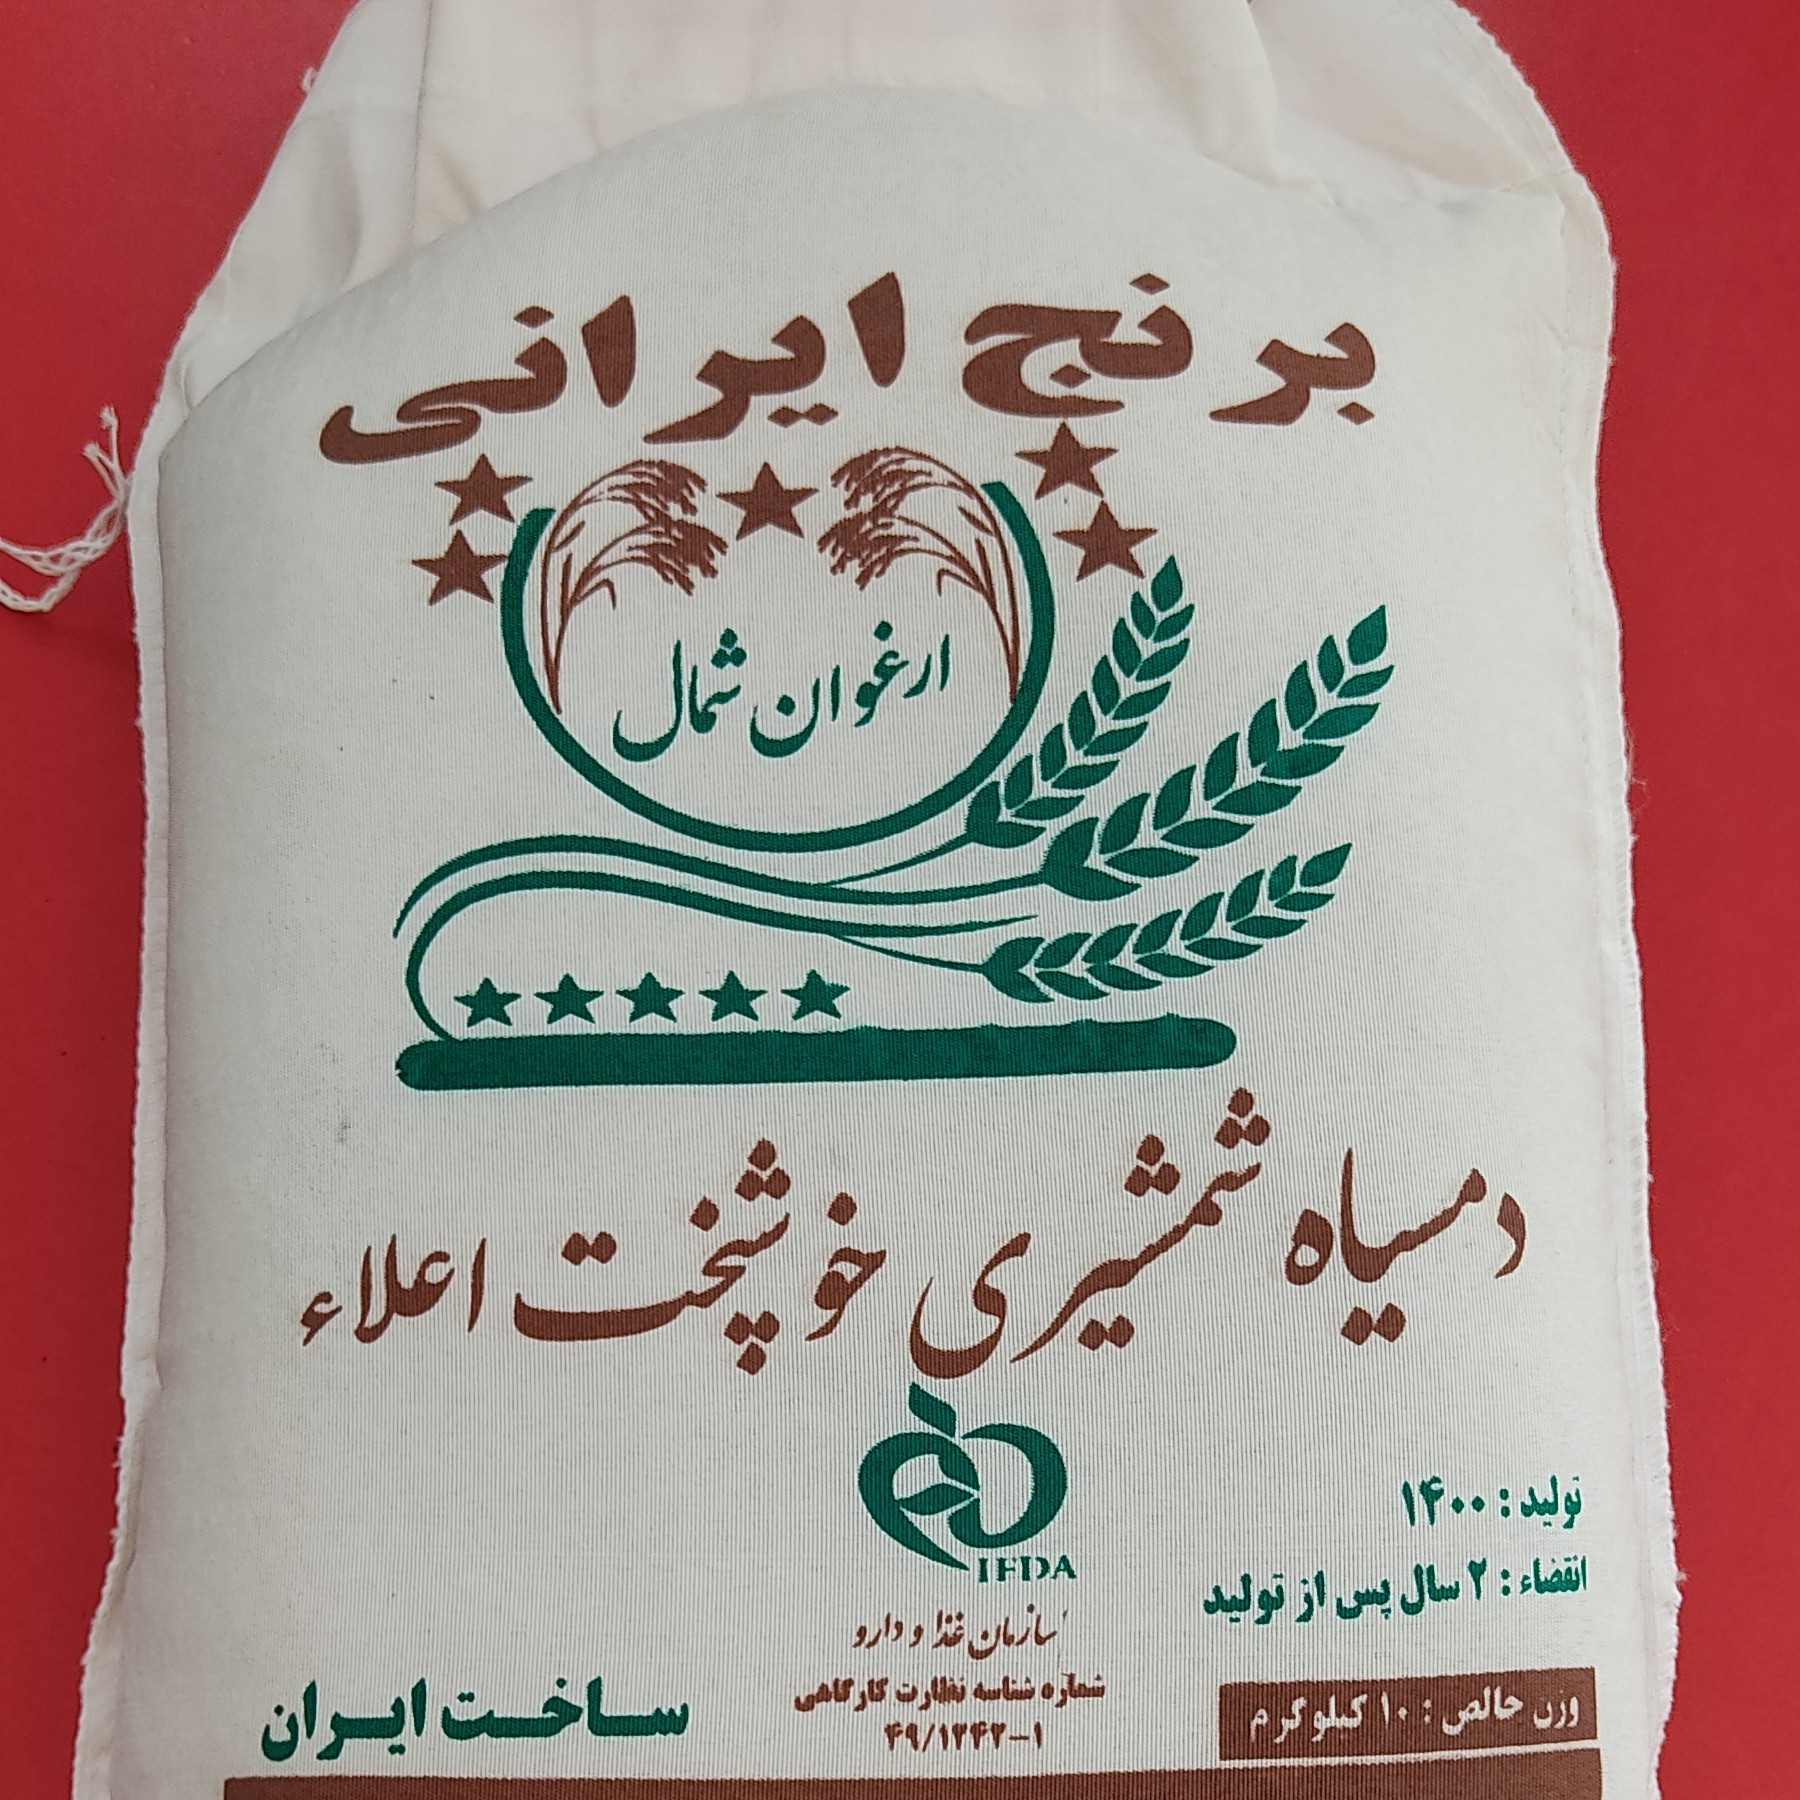 برنج ایرانی
ارغوان شمال
دمسیاه شمشیری خوشپخت اعلاء
IFDA
تولید : ۱۴۰۰
انقضاء : ۲ سال پس از تولید
سازمان غذا و دارو
شماره شناسه نظارت کارگاهی
۴۹/۱۲۴۲-۱
وزن خالص : ۱۰ کیلوگرم
ساخت ایران